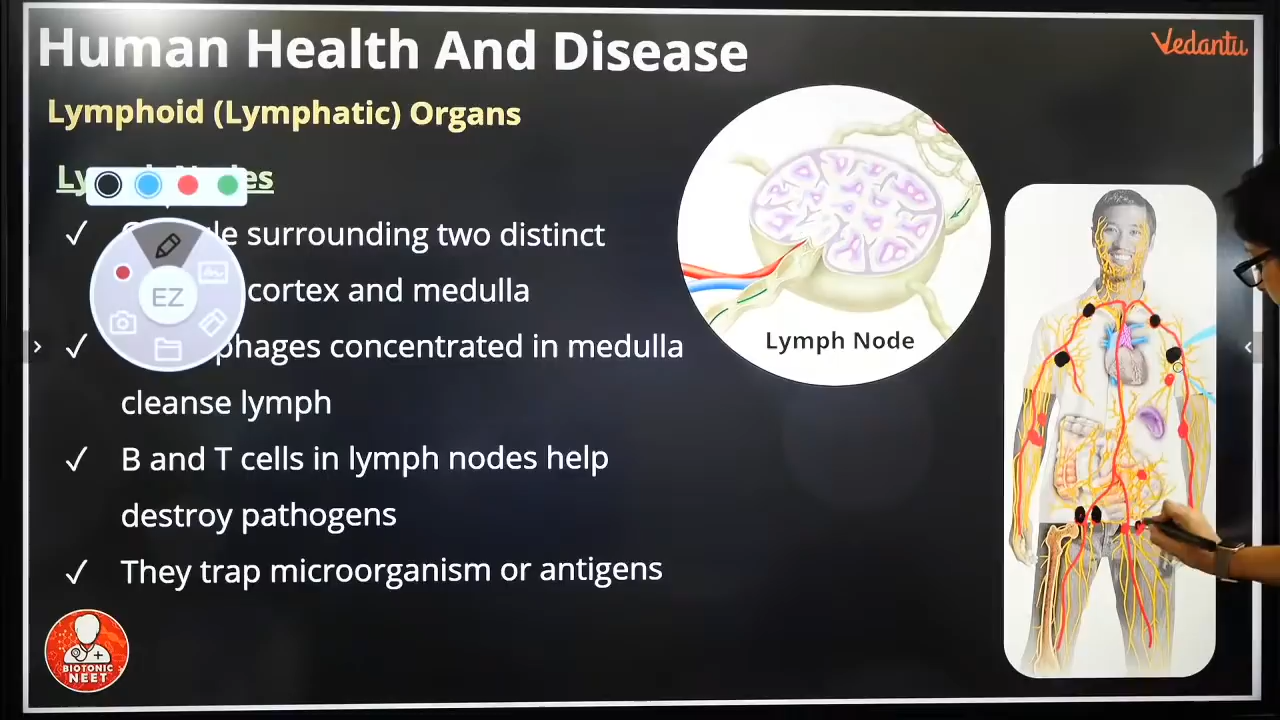 Human Health And Disease
Vedantu
Lymphoid (Lymphatic) Organs
es
✓ surrounding two distinct
cortex and medulla
✓ phages concentrated in medulla
cleanse lymph
✓ B and T cells in lymph nodes help
destroy pathogens
✓ They trap microorganism or antigens
EZ
Lymph Node
BIOTONIC
NEET